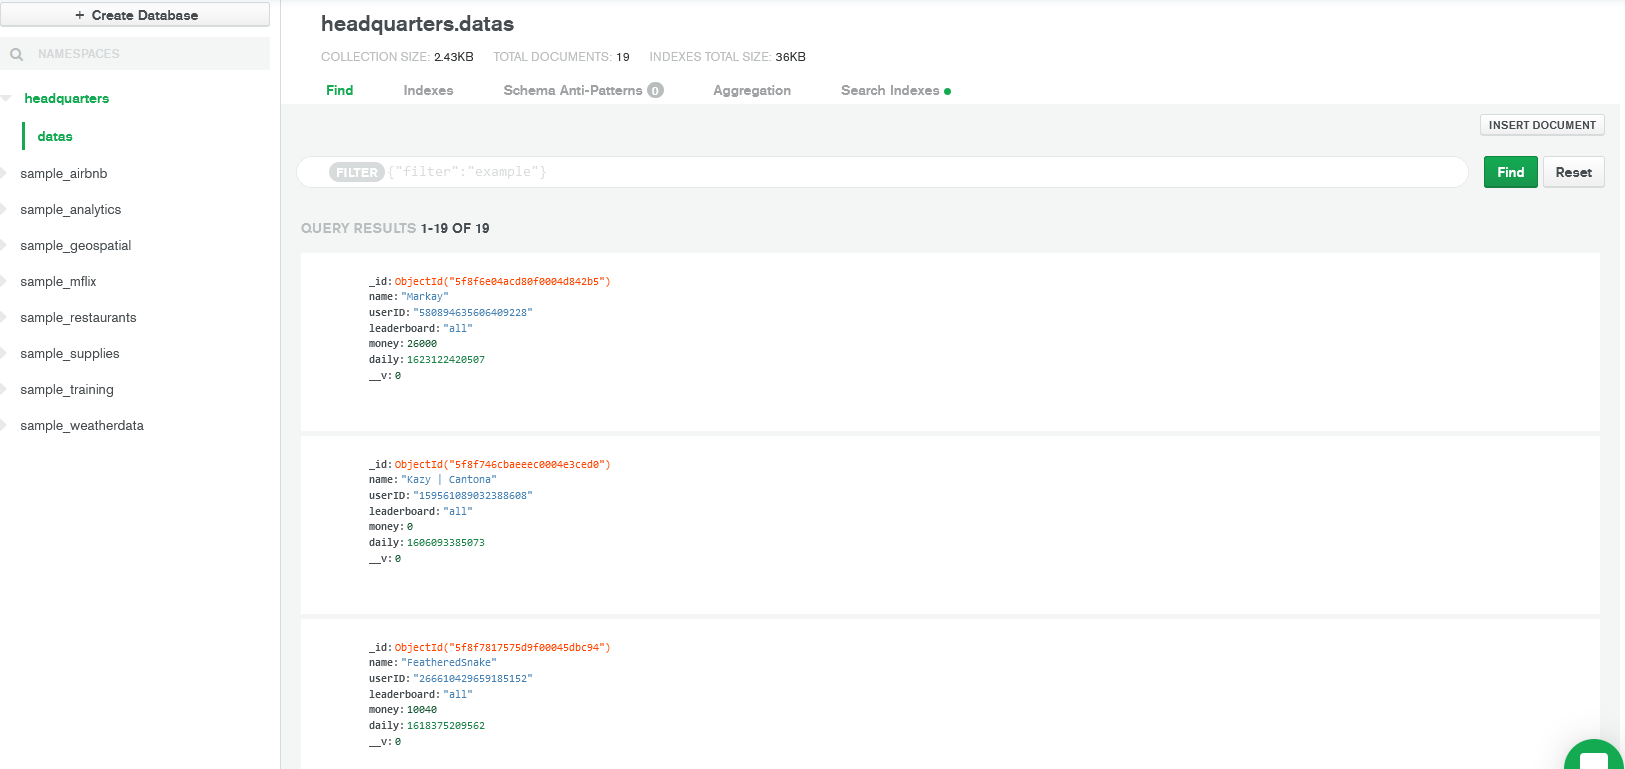 + Create Database
NAMESPACES
headquarters
datas
sample_airbnb
sample_analytics
sample_geospatial
sample_mflix
sample_restaurants
sample_supplies
sample_training
sample_weatherdata
headquarters.datas
COLLECTION SIZE: 2.43KB TOTAL DOCUMENTS: 19 INDEXES TOTAL SIZE: 36KB
Find Indexes Schema Anti-Patterns 0 Aggregation Search Indexes
INSERT DOCUMENT
FILTER {"filter":"example"} Find Reset
QUERY RESULTS 1-19 OF 19
_id: ObjectId("5f8f6e04acd80f0004d842b5")
name: "Markay"
userID: "580894635606409228"
leaderboard: "all"
money: 26000
daily: 1623122420507
__v: 0
_id: ObjectId("5f8f746cbaeeec0004e3ced0")
name: "Kazy | Cantona"
userID: "159561089032388608"
leaderboard: "all"
money: 0
daily: 1606093385073
__v: 0
_id: ObjectId("5f8f7817575d9f00045dbc94")
name: "FeatheredSnake"
userID: "266610429659185152"
leaderboard: "all"
money: 10040
daily: 1618375209562
__v: 0